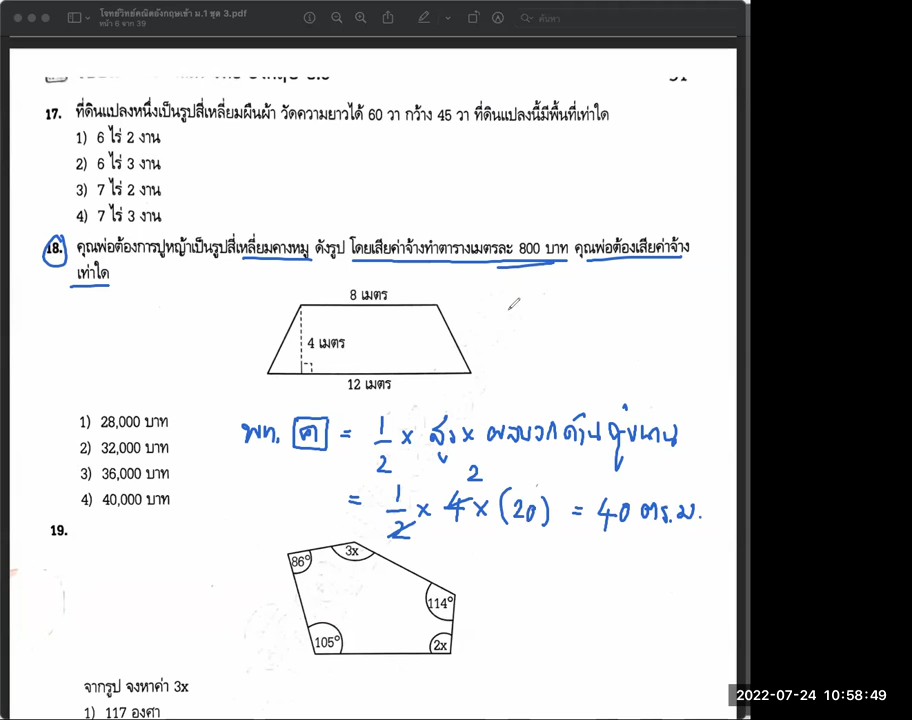 โจทย์วิทย์คณิตอังกฤษเข้า ม.1 ชุด 3.pdf
หน้า 6 จาก 39
ค้นหา
17. ที่ดินแปลงหนึ่งเป็นรูปสี่เหลี่ยมผืนผ้า วัดความยาวได้ 60 วา กว้าง 45 วา ที่ดินแปลงนี้มีพื้นที่เท่าใด
1) 6 ไร่ 2 งาน
2) 6 ไร่ 3 งาน
3) 7 ไร่ 2 งาน
4) 7 ไร่ 3 งาน
18. คุณพ่อต้องการปูหญ้าเป็นรูปสี่เหลี่ยมคางหมู ดังรูป โดยเสียค่าจ้างทำตารางเมตรละ 800 บาท คุณพ่อต้องเสียค่าจ้าง
เท่าใด
8 เมตร
4 เมตร
12 เมตร
1) 28,000 บาท
2) 32,000 บาท
3) 36,000 บาท
4) 40,000 บาท
พท. ค = 1/2 × สูง × ผลบวกด้านคู่ขนาน
2
= 1/2 × 4 × (20) = 40 ตร.ม.
19.
86° 3x
114°
105° 2x
จากรูป จงหาค่า 3x
1) 117 องศา
2022-07-24 10:58:49